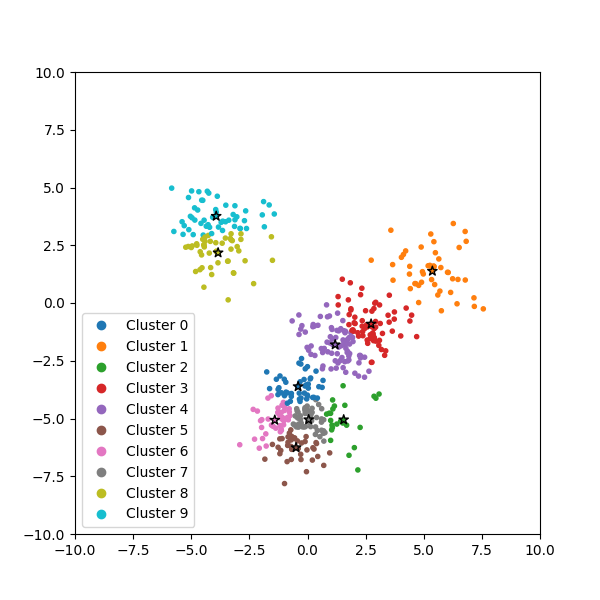 10.0
7.5
5.0
2.5
0.0
−2.5
−5.0
−7.5
−10.0
Cluster 0
Cluster 1
Cluster 2
Cluster 3
Cluster 4
Cluster 5
Cluster 6
Cluster 7
Cluster 8
Cluster 9
−10.0 −7.5 −5.0 −2.5 0.0 2.5 5.0 7.5 10.0